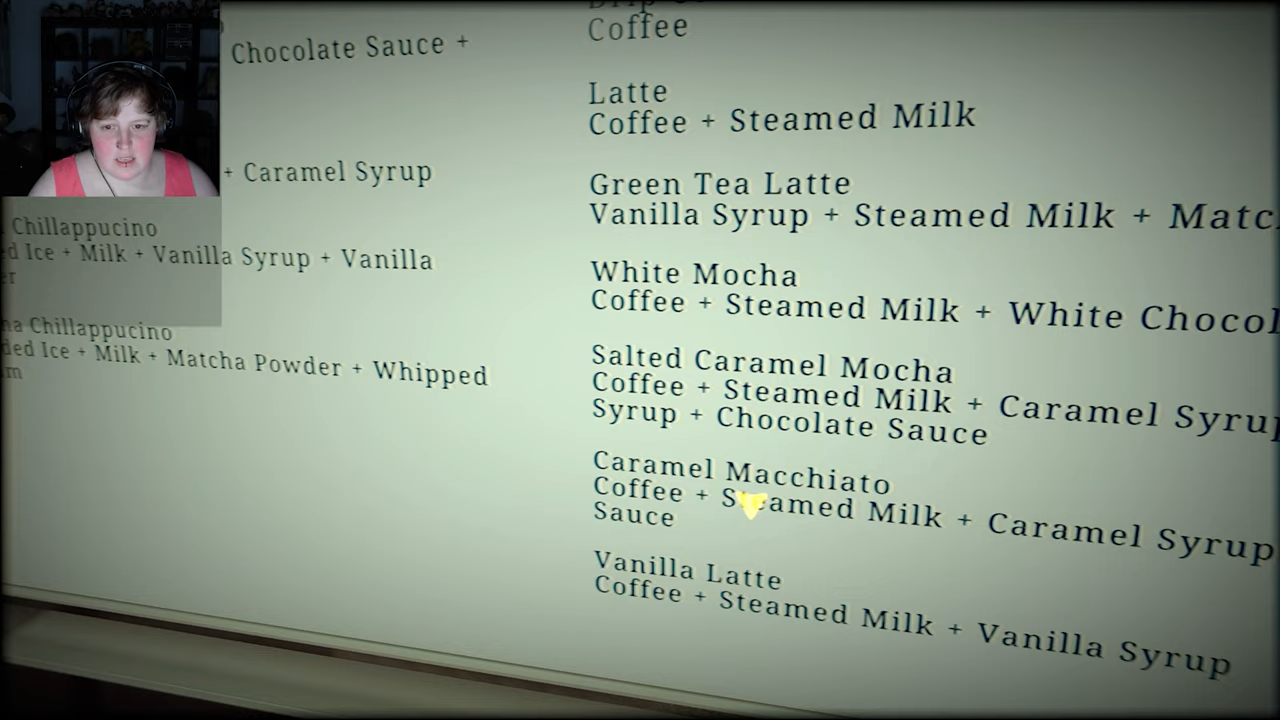 Chocolate Sauce +
+ Caramel Syrup
Chillappucino
Ice + Milk + Vanilla Syrup + Vanilla
Chillappucino
Ice + Milk + Matcha Powder + Whipped
Coffee
Latte
Coffee + Steamed Milk
Green Tea Latte
Vanilla Syrup + Steamed Milk +
White Mocha
Coffee + Steamed Milk + White
Salted Caramel Mocha
Coffee + Steamed Milk + Caramel
Syrup + Chocolate Sauce
Caramel Macchiato
Coffee + Steamed Milk + Caramel Syrup
Sauce
Vanilla Latte
Coffee + Steamed Milk + Vanilla Syrup